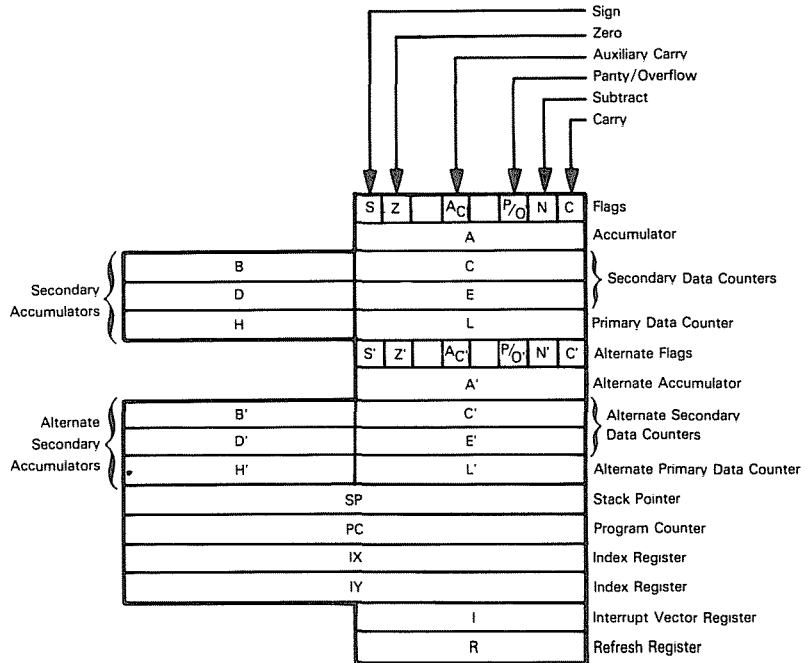 Sign
Zero
Auxiliary Carry
Parity/Overflow
Subtract
Carry
S Z AC P/O N C Flags
A Accumulator
Secondary Accumulators
B C
D E
Secondary Data Counters
H L Primary Data Counter
S' Z' AC' P/O' N' C' Alternate Flags
A' Alternate Accumulator
Alternate Secondary Accumulators
B' C'
D' E'
Alternate Secondary Data Counters
H' L' Alternate Primary Data Counter
SP Stack Pointer
PC Program Counter
IX Index Register
IY Index Register
I Interrupt Vector Register
R Refresh Register